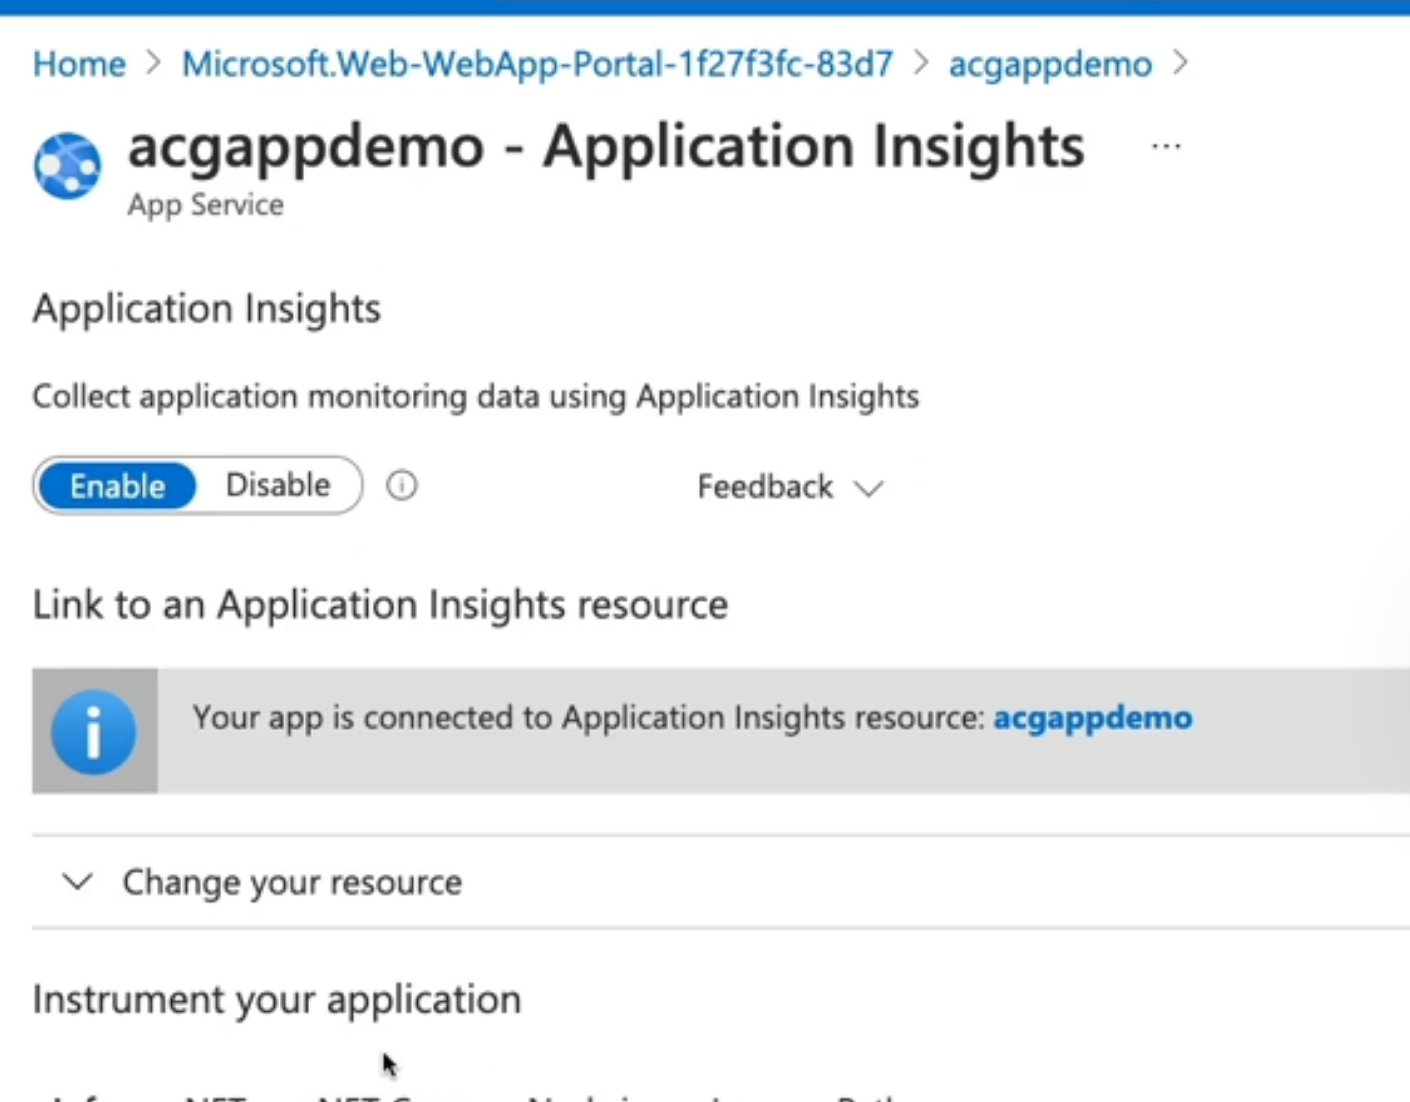 Home > Microsoft.Web-WebApp-Portal-1f27f3fc-83d7 > acgappdemo >
acgappdemo - Application Insights ...
App Service
Application Insights
Collect application monitoring data using Application Insights
Enable Disable Feedback
Link to an Application Insights resource
Your app is connected to Application Insights resource: acgappdemo
Change your resource
Instrument your application